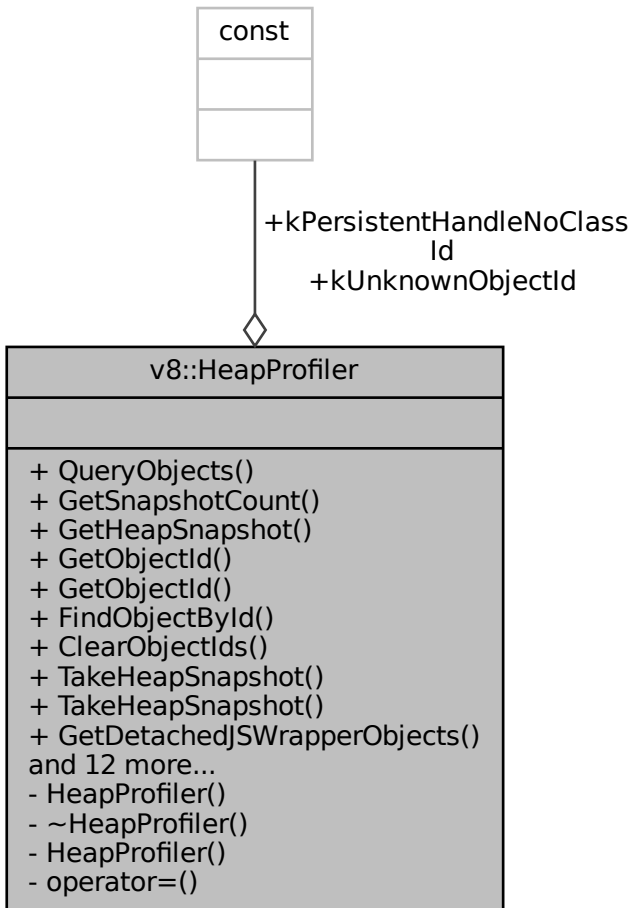 const
+kPersistentHandleNoClass
Id
+kUnknownObjectId
v8::HeapProfiler
+ QueryObjects()
+ GetSnapshotCount()
+ GetHeapSnapshot()
+ GetObjectId()
+ GetObjectId()
+ FindObjectById()
+ ClearObjectIds()
+ TakeHeapSnapshot()
+ TakeHeapSnapshot()
+ GetDetachedJSWrapperObjects()
and 12 more...
- HeapProfiler()
- ~HeapProfiler()
- HeapProfiler()
- operator=()